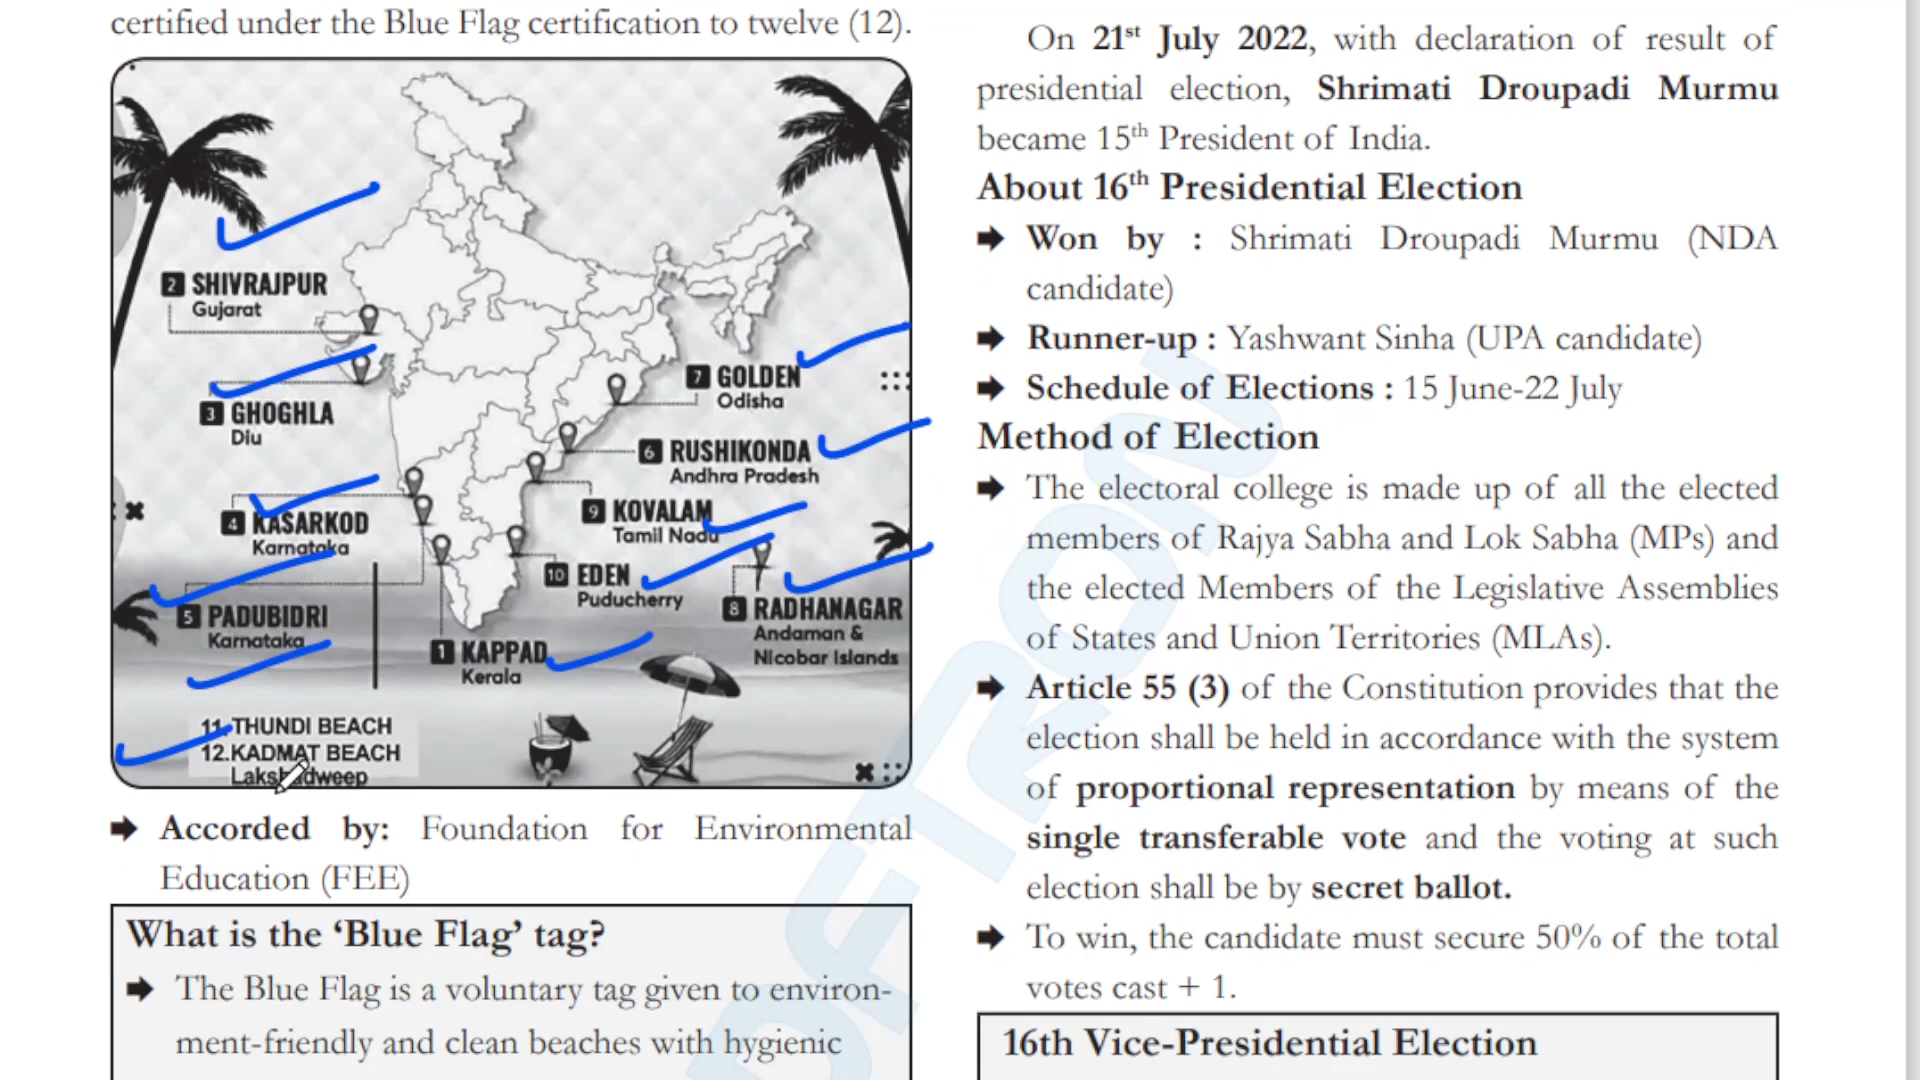 certified under the Blue Flag certification to twelve (12).
2 SHIVRAJPUR
Gujarat
3 GHOGHLA
Diu
4 KASARKOD
Karnataka
5 PADUBIDRI
Karnataka
7 GOLDEN
Odisha
6 RUSHIKONDA
Andhra Pradesh
9 KOVALAM
Tamil Nadu
10 EDEN
Puducherry
8 RADHANAGAR
Andaman &
Nicobar Islands
1 KAPPAD
Kerala
11.THUNDI BEACH
12.KADMAT BEACH
Lakshadweep
➡ Accorded by: Foundation for Environmental
Education (FEE)
What is the ‘Blue Flag’ tag?
➡ The Blue Flag is a voluntary tag given to environ-
ment-friendly and clean beaches with hygienic
On 21st July 2022, with declaration of result of
presidential election, Shrimati Droupadi Murmu
became 15th President of India.
About 16th Presidential Election
➡ Won by : Shrimati Droupadi Murmu (NDA
candidate)
➡ Runner-up : Yashwant Sinha (UPA candidate)
➡ Schedule of Elections : 15 June-22 July
Method of Election
➡ The electoral college is made up of all the elected
members of Rajya Sabha and Lok Sabha (MPs) and
the elected Members of the Legislative Assemblies
of States and Union Territories (MLAs).
➡ Article 55 (3) of the Constitution provides that the
election shall be held in accordance with the system
of proportional representation by means of the
single transferable vote and the voting at such
election shall be by secret ballot.
➡ To win, the candidate must secure 50% of the total
votes cast + 1.
16th Vice-Presidential Election